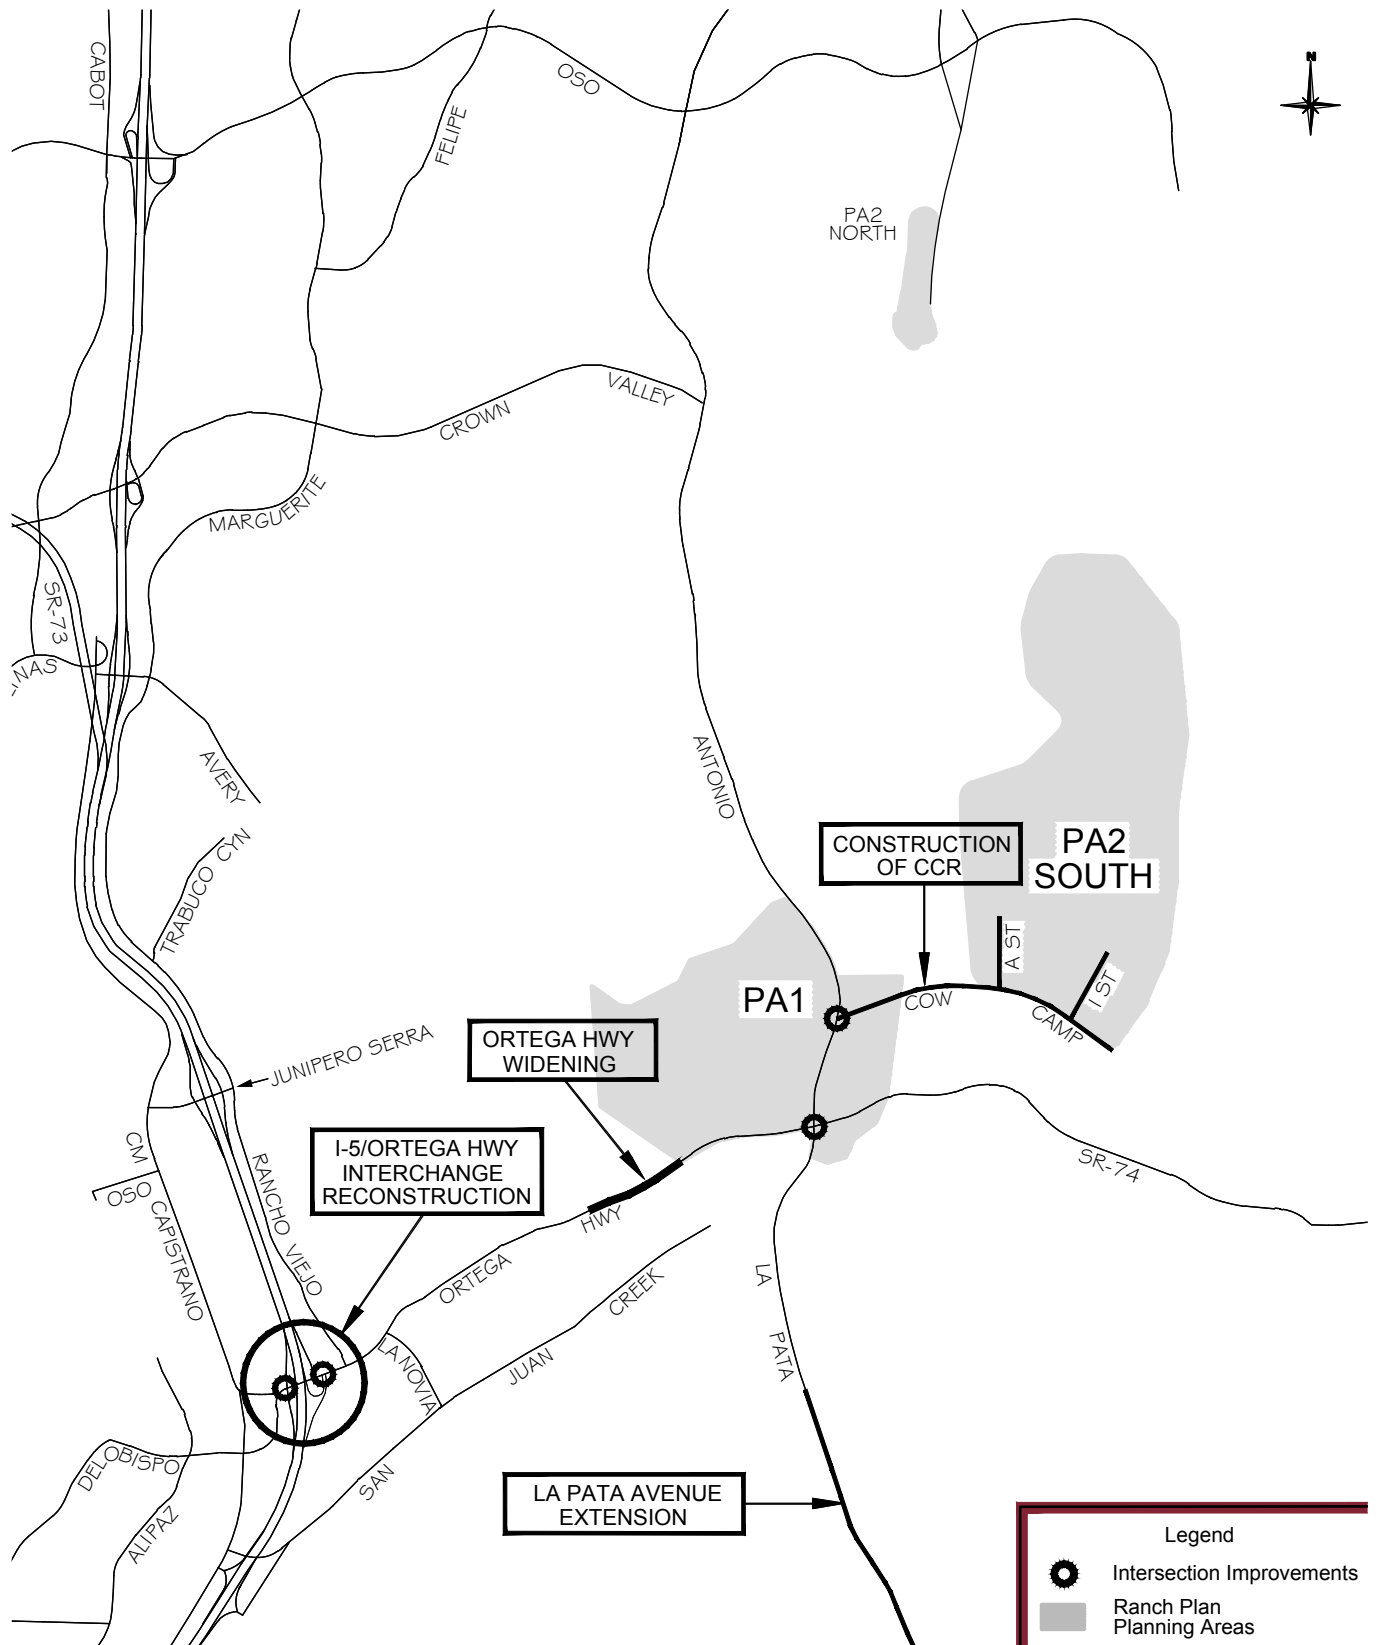 N
CABOT
OSO
FELIPE
PA2
NORTH
VALLEY
CROWN
MARGUERITE
SR-73
NAS
AVERY
ANTONIO
TRABUCO CYN
CONSTRUCTION
OF CCR
PA2
SOUTH
A ST
I ST
PA1
COW
CAMP
ORTEGA HWY
WIDENING
JUNIPERO SERRA
I-5/ORTEGA HWY
INTERCHANGE
RECONSTRUCTION
CM
OSO
CAPISTRANO
RANCHO VIEJO
SR-74
HWY
ORTEGA
LA
PATA
CREEK
JUAN
SAN
LA NOVIA
DEL OBISPO
ALIPAZ
LA PATA AVENUE
EXTENSION
Legend
Intersection Improvements
Ranch Plan
Planning Areas